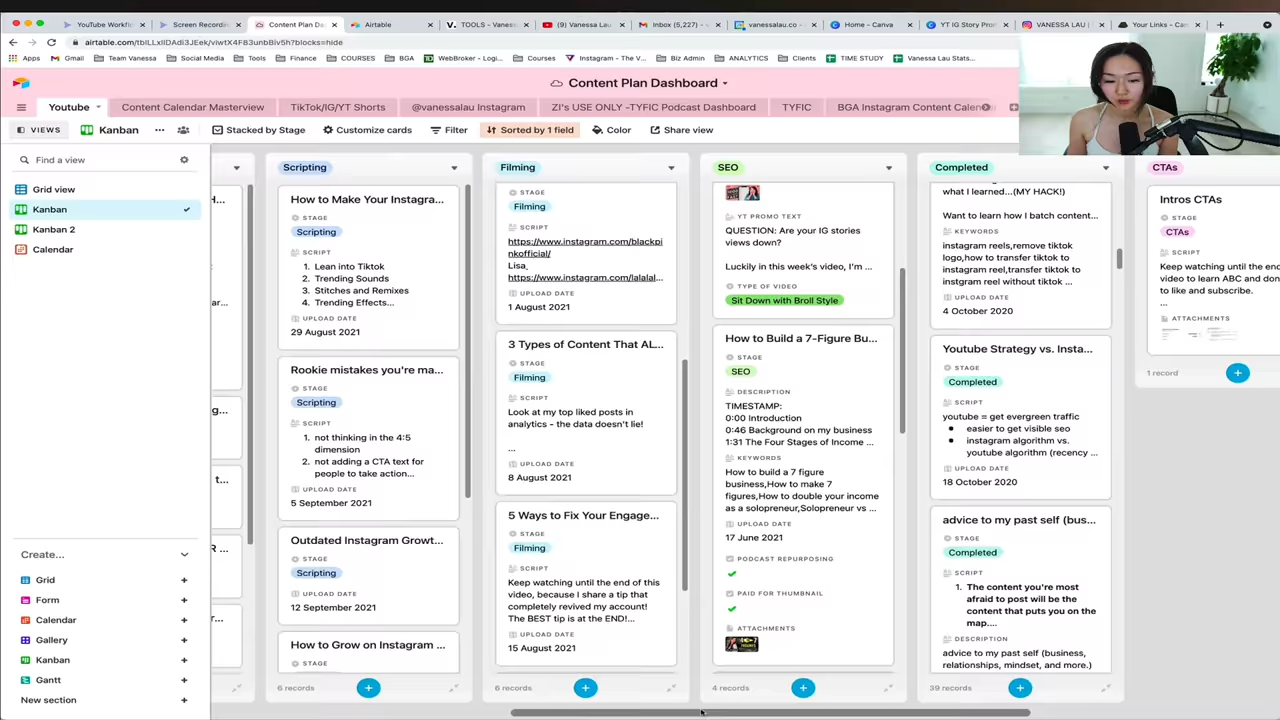 YouTube Workfl
Screen Recordin
Content Plan Da
Airtable
TOOLS - Vaness
(9) Vanessa Lau
Inbox (5,227) -
vanessalau.co -
Home - Canva
YT IG Story Pro
VANESSA LAU (
Your Links - Ca
airtable.com/tblLLxIIDAdi3JEek/viwtX4F83unbBiv5h?blocks=hide
Apps
Gmail
Team Vanessa
Social Media
Tools
Finance
COURSES
BGA
WebBroker - Logi...
Courses
Instagram - The V...
Biz Admin
ANALYTICS
Clients
TIME STUDY
Vanessa Lau Stats...
Content Plan Dashboard
Youtube
Content Calendar Masterview
TikTok/IG/YT Shorts
@vanessalau Instagram
ZI's USE ONLY -TYFIC Podcast Dashboard
TYFIC
BGA Instagram Content Calen
VIEWS
Kanban
Stacked by Stage
Customize cards
Filter
Sorted by 1 field
Color
Share view
Find a view
Grid view
Kanban
Kanban 2
Calendar
Create...
Grid
Form
Calendar
Gallery
Kanban
Gantt
New section
Scripting
How to Make Your Instagra...
STAGE
Scripting
SCRIPT
1. Lean into Tiktok
2. Trending Sounds
3. Stitches and Remixes
4. Trending Effects...
UPLOAD DATE
29 August 2021
Rookie mistakes you're ma...
STAGE
Scripting
SCRIPT
1. not thinking in the 4:5
dimension
2. not adding a CTA text for
people to take action...
UPLOAD DATE
5 September 2021
Outdated Instagram Growt...
STAGE
Scripting
UPLOAD DATE
12 September 2021
How to Grow on Instagram ...
STAGE
6 records
Filming
STAGE
Filming
SCRIPT
https://www.instagram.com/blackpi
nkofficial/
Lisa,
https://www.instagram.com/lalalal...
UPLOAD DATE
1 August 2021
3 Types of Content That AL...
STAGE
Filming
SCRIPT
Look at my top liked posts in
analytics - the data doesn't lie!
...
UPLOAD DATE
8 August 2021
5 Ways to Fix Your Engage...
STAGE
Filming
SCRIPT
Keep watching until the end of this
video, because I share a tip that
completely revived my account!
The BEST tip is at the END!...
UPLOAD DATE
15 August 2021
6 records
SEO
YT PROMO TEXT
QUESTION: Are your IG stories
views down?
Luckily in this week's video, I'm ...
TYPE OF VIDEO
Sit Down with Broll Style
How to Build a 7-Figure Bu...
STAGE
SEO
DESCRIPTION
TIMESTAMP:
0:00 Introduction
0:46 Background on my business
1:31 The Four Stages of Income ...
KEYWORDS
How to build a 7 figure
business,How to make 7
figures,How to double your income
as a solopreneur,Solopreneur vs ...
UPLOAD DATE
17 June 2021
PODCAST REPURPOSING
PAID FOR THUMBNAIL
ATTACHMENTS
4 records
Completed
what I learned...(MY HACK!)
Want to learn how I batch content...
KEYWORDS
instagram reels,remove tiktok
logo,how to transfer tiktok to
instagram reel,transfer tiktok to
instgram reel without tiktok ...
UPLOAD DATE
4 October 2020
Youtube Strategy vs. Insta...
STAGE
Completed
SCRIPT
youtube = get evergreen traffic
● easier to get visible seo
● instagram algorithm vs.
youtube algorithm (recency ...
UPLOAD DATE
18 October 2020
advice to my past self (bus...
STAGE
Completed
SCRIPT
1. The content you're most
afraid to post will be the
content that puts you on the
map....
DESCRIPTION
advice to my past self (business,
relationships, mindset, and more.)
39 records
CTAs
Intros CTAs
STAGE
CTAs
SCRIPT
Keep watching until the end
video to learn ABC and don
to like and subscribe.
...
ATTACHMENTS
1 record